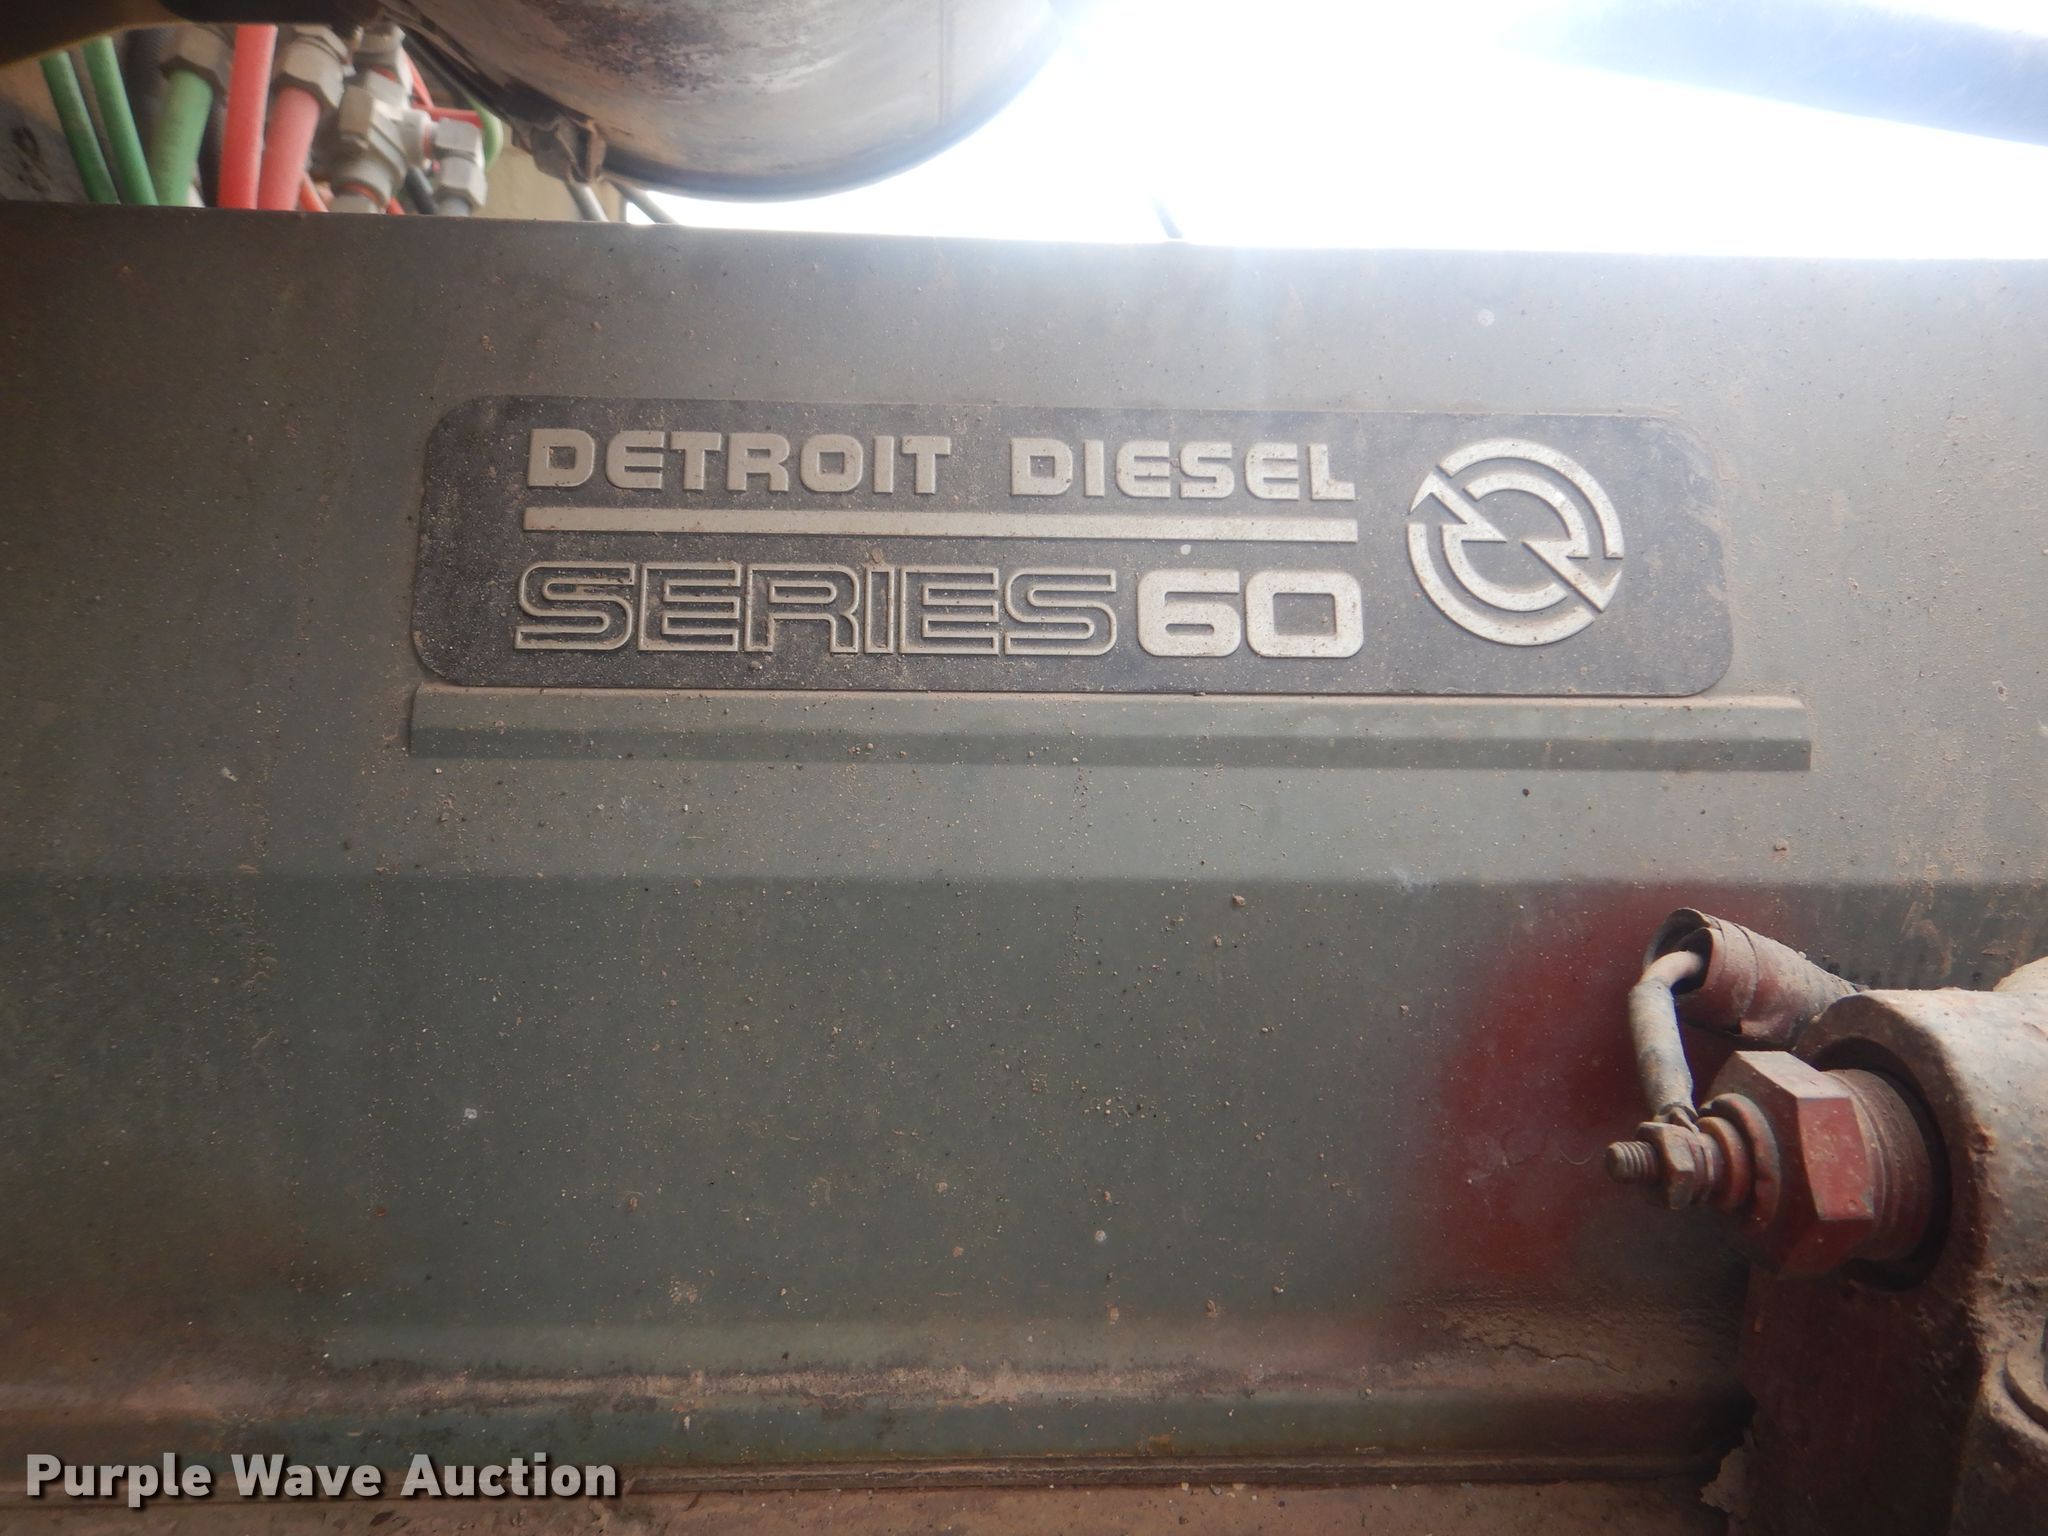 DETROIT DIESEL
SERIES 60
Purple Wave Auction